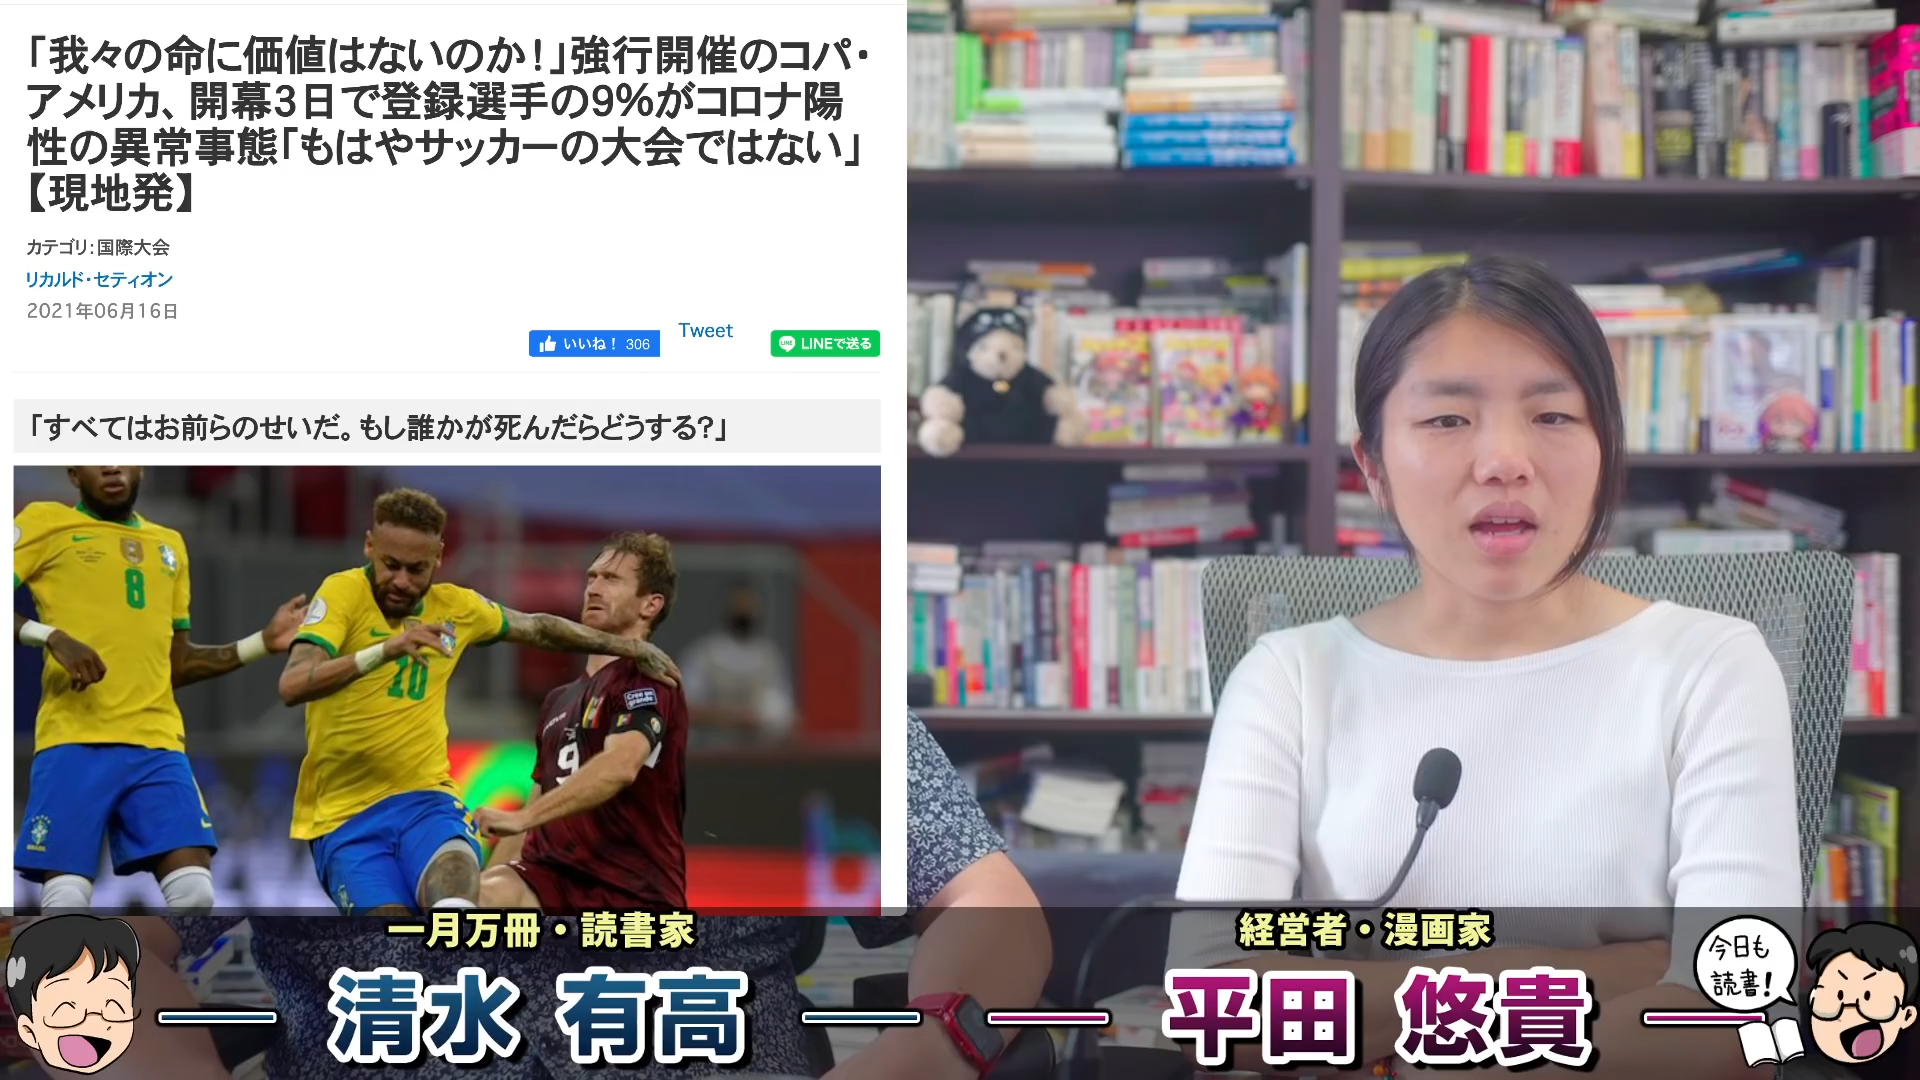 「我々の命に価値はないのか!」強行開催のコパ・
アメリカ、開幕3日で登録選手の9%がコロナ陽
性の異常事態「もはやサッカーの大会ではない」
【現地発】
カテゴリ:国際大会
リカルド・セティオン
2021年06月16日
いいね! 306
Tweet
LINEで送る
「すべてはお前らのせいだ。もし誰かが死んだらどうする?」
8
10
9
BRASIL
一月万冊・読書家
清水 有高
経営者・漫画家
平田 悠貴
今日も
読書!